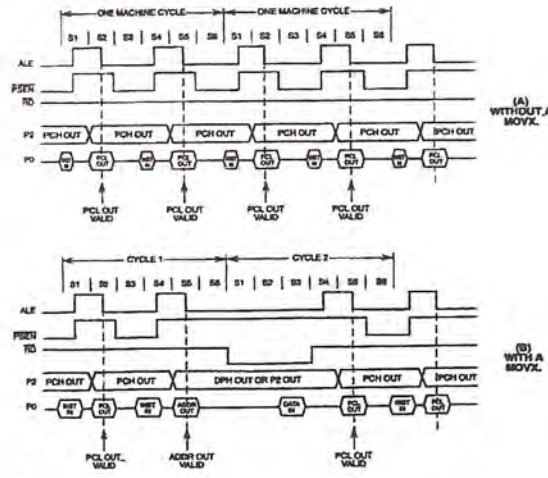 ONE MACHINE CYCLE ONE MACHINE CYCLE
S1 S2 S3 S4 S5 S6 S1 S2 S3 S4 S5 S6
ALE
PSEN
RD
(A)
WITHOUT A
MOVX.
P2 PCH OUT PCH OUT PCH OUT PCH OUT PCH OUT PCH OUT
P0 INST IN PCL OUT INST IN PCL OUT INST IN PCL OUT INST IN PCL OUT INST IN PCL OUT
PCL OUT VALID PCL OUT VALID PCL OUT VALID PCL OUT VALID
CYCLE 1 CYCLE 2
S1 S2 S3 S4 S5 S6 S1 S2 S3 S4 S5 S6
ALE
PSEN
RD
(B)
WITH A
MOVX.
P2 PCH OUT PCH OUT DPH OUT OR P2 OUT PCH OUT PCH OUT
P0 INST IN PCL OUT INST IN ADDR OUT DATA IN PCL OUT INST IN PCL OUT
PCL OUT VALID ADDR OUT VALID PCL OUT VALID